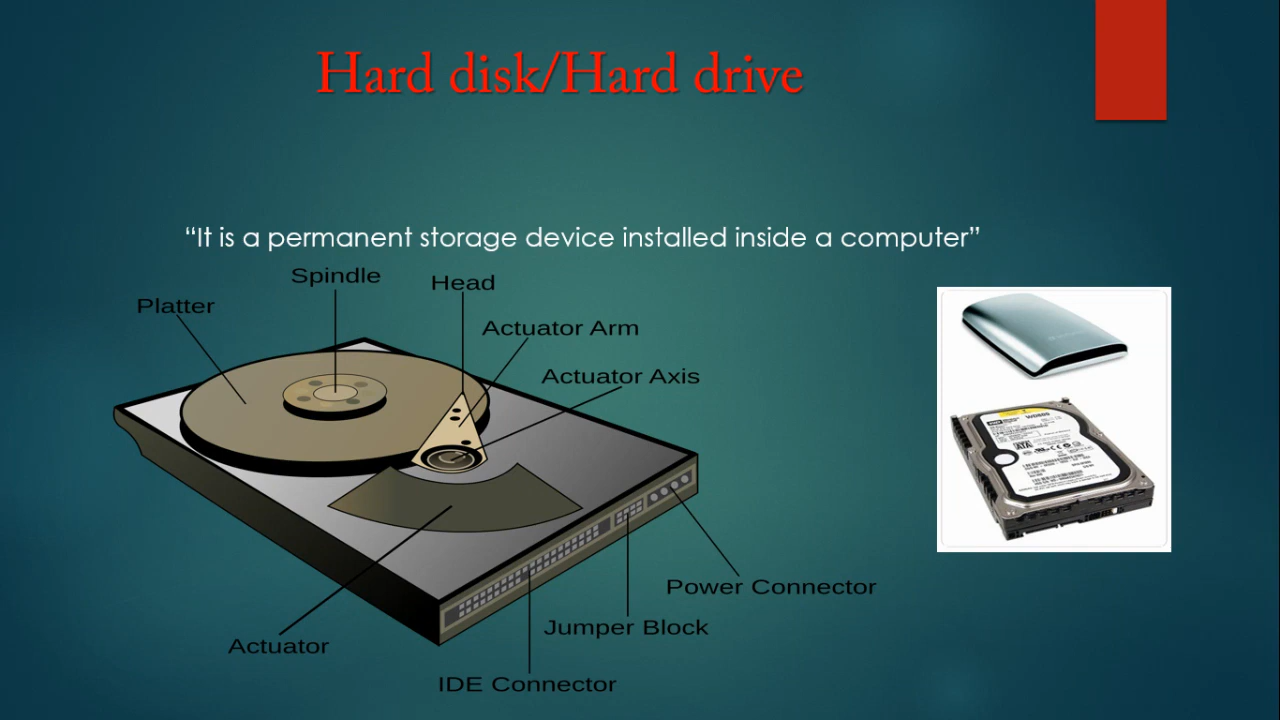 Hard disk/Hard drive
“It is a permanent storage device installed inside a computer”
Spindle
Head
Platter
Actuator Arm
Actuator Axis
Power Connector
Jumper Block
Actuator
IDE Connector
SATA